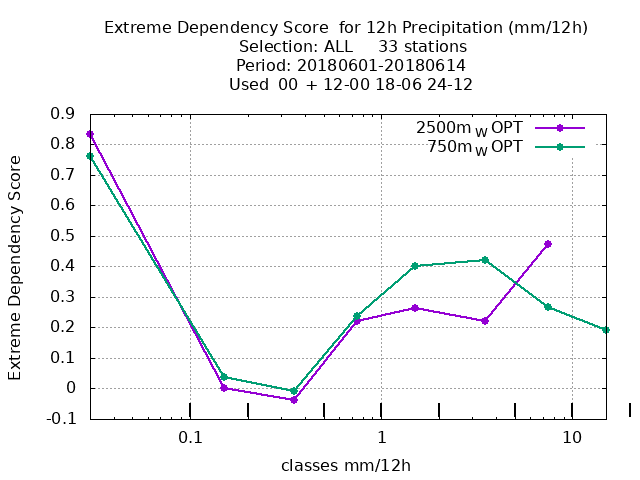 Extreme Dependency Score  for 12h Precipitation (mm/12h)
Selection: ALL     33 stations
Period: 20180601-20180614
Used  00  + 12-00 18-06 24-12
2500m W OPT
750m W OPT
0.9
0.8
0.7
0.6
0.5
0.4
0.3
0.2
0.1
0
-0.1
Extreme Dependency Score
0.1 1 10
classes mm/12h